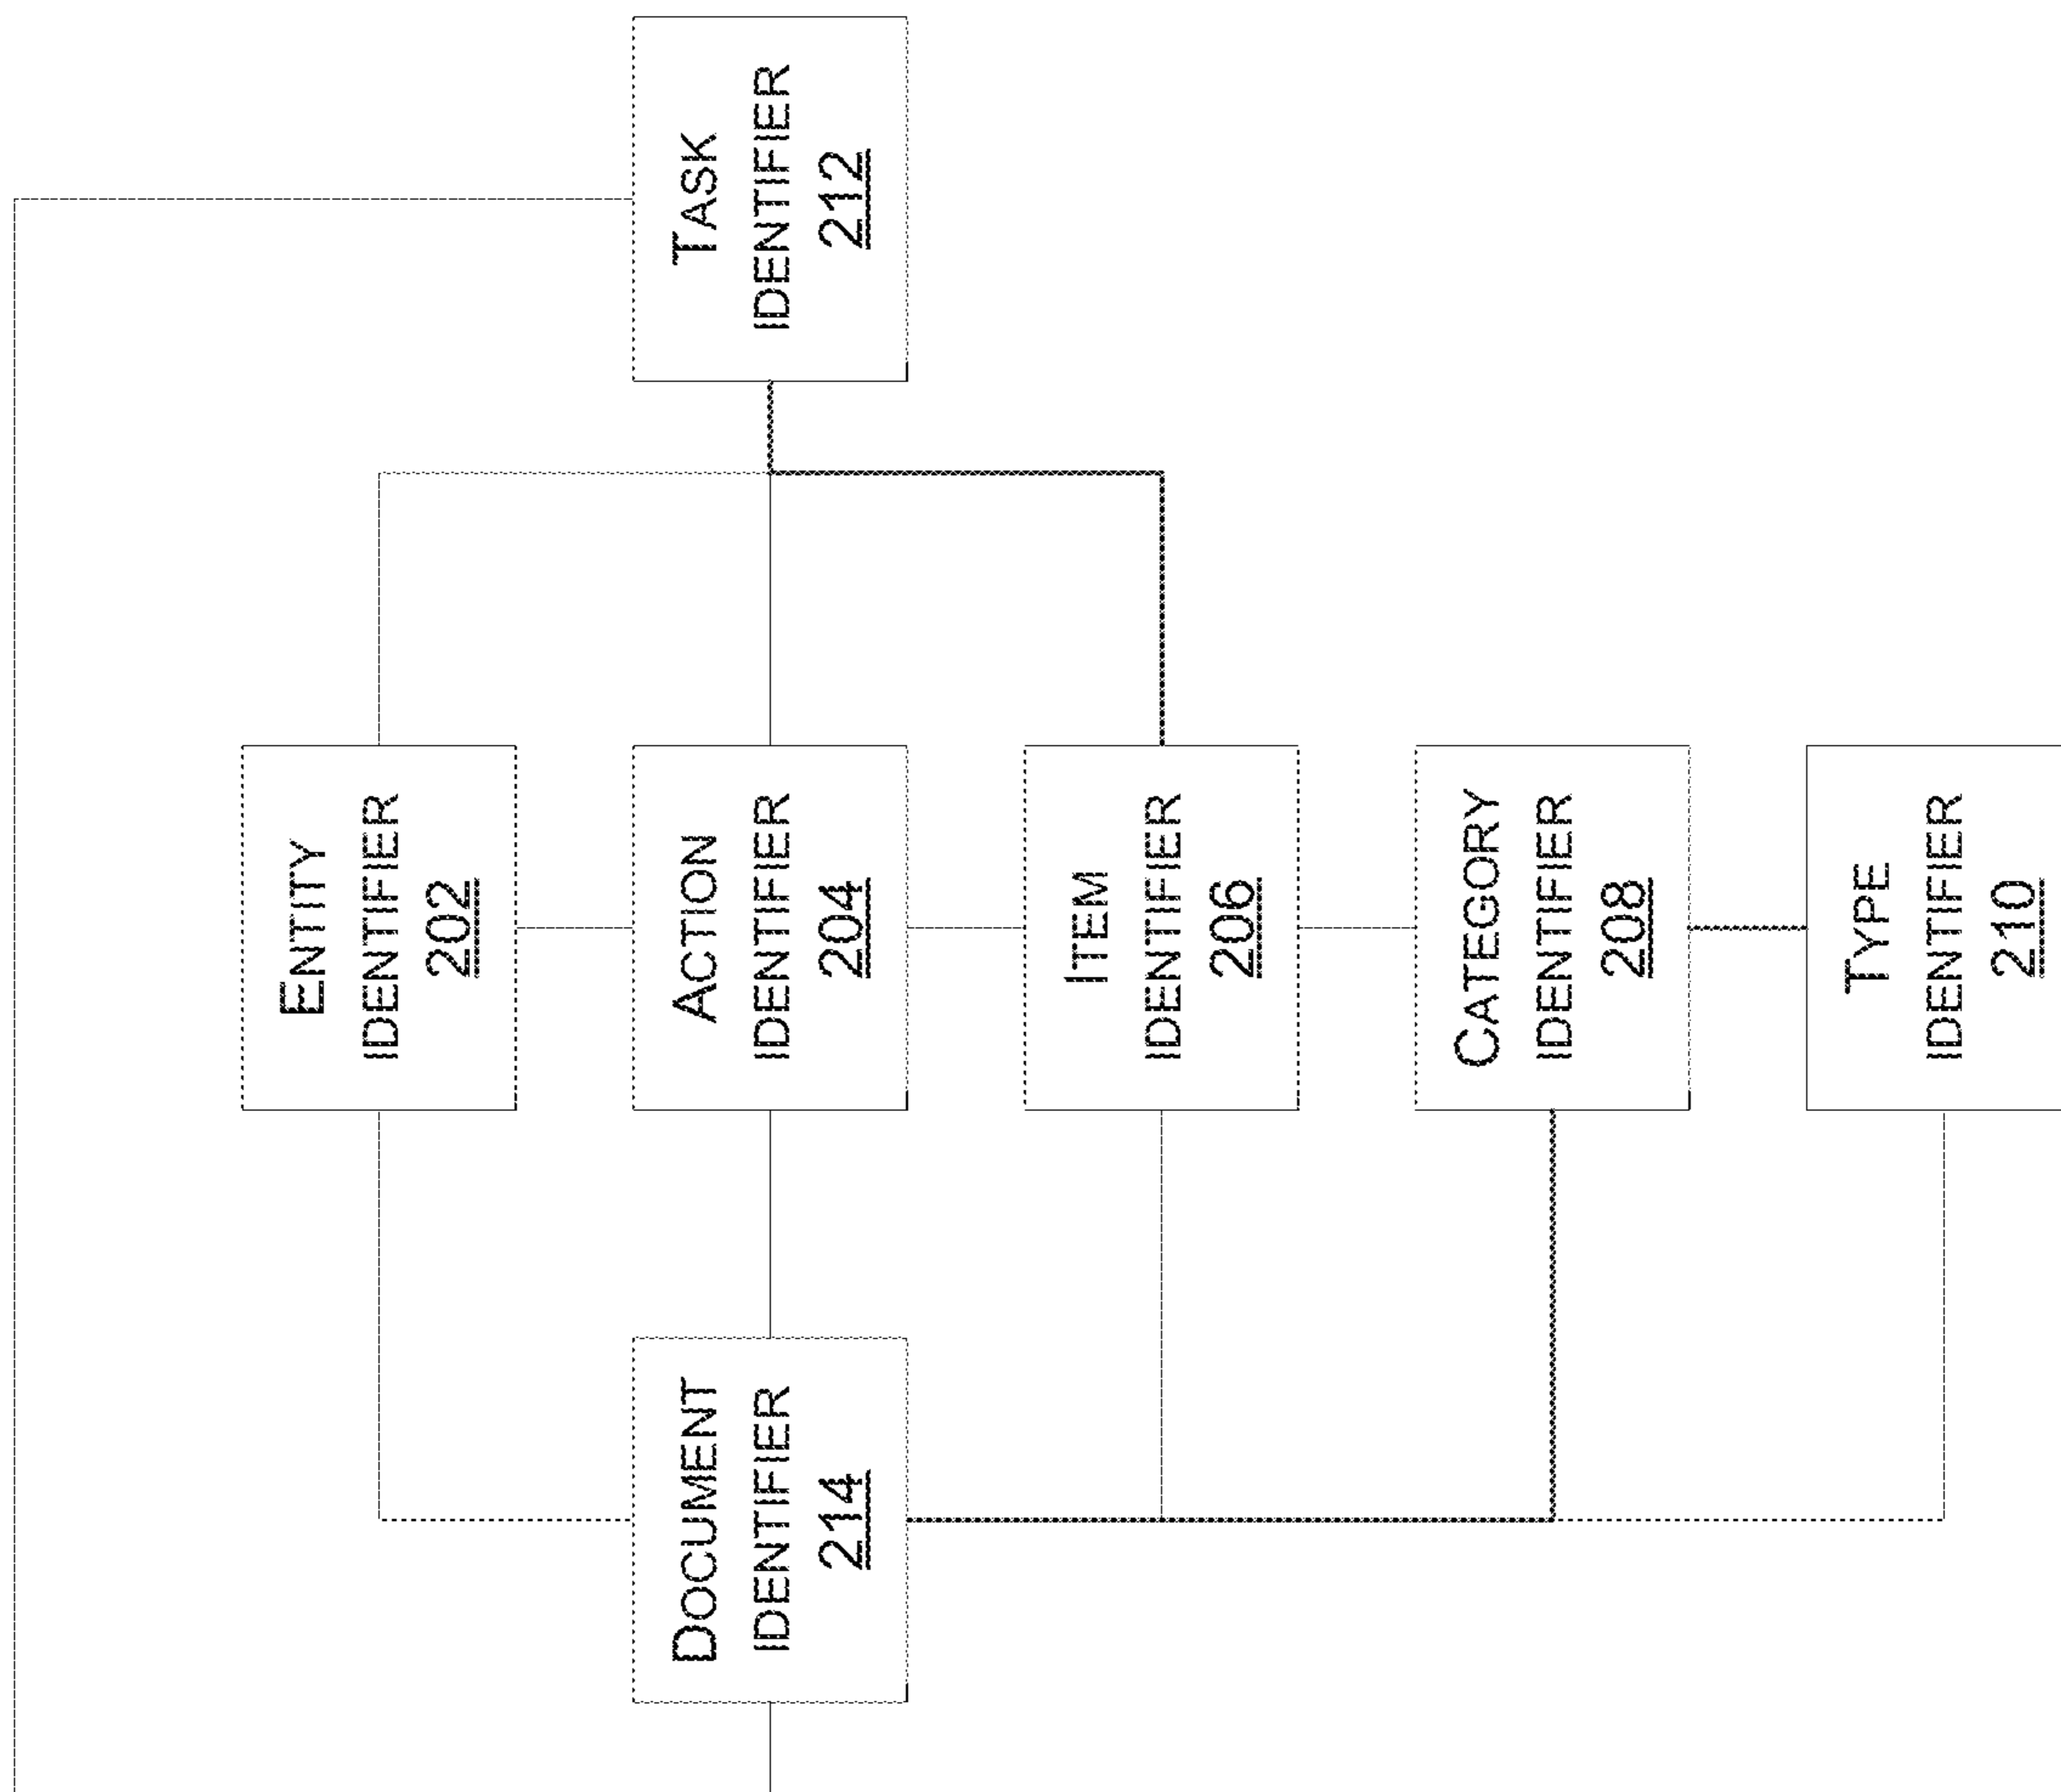 TASK
IDENTIFIER
212
ENTITY
IDENTIFIER
202
ACTION
IDENTIFIER
204
ITEM
IDENTIFIER
206
CATEGORY
IDENTIFIER
208
TYPE
IDENTIFIER
210
DOCUMENT
IDENTIFIER
214